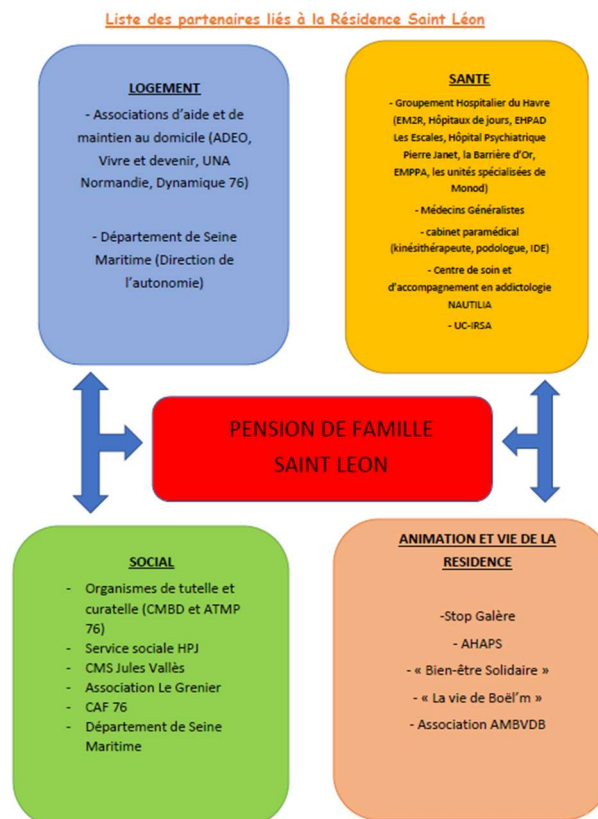 Liste des partenaires liés à la Résidence Saint Léon
LOGEMENT
- Associations d'aide et de
maintien au domicile (ADEO,
Vivre et devenir, UNA
Normandie, Dynamique 76)
- Département de Seine
Maritime (Direction de
l'autonomie)
SANTE
- Groupement Hospitalier du Havre
(EM2R, Hôpitaux de jours, EHPAD
Les Escales, Hôpital Psychiatrique
Pierre Janet, la Barrière d'Or,
EMPPA, les unités spécialisées de
Monod)
- Médecins Généralistes
- cabinet paramédical
(kinésithérapeute, podologue, IDE)
- Centre de soin et
d'accompagnement en addictologie
NAUTILIA
- UC-IRSA
PENSION DE FAMILLE
SAINT LEON
SOCIAL
- Organismes de tutelle et
curatelle (CMBD et ATMP
76)
- Service sociale HPJ
- CMS Jules Vallès
- Association Le Grenier
- CAF 76
- Département de Seine
Maritime
ANIMATION ET VIE DE LA
RESIDENCE
-Stop Galère
- AHAPS
- « Bien-être Solidaire »
- « La vie de Boël'm »
- Association AMBVDB